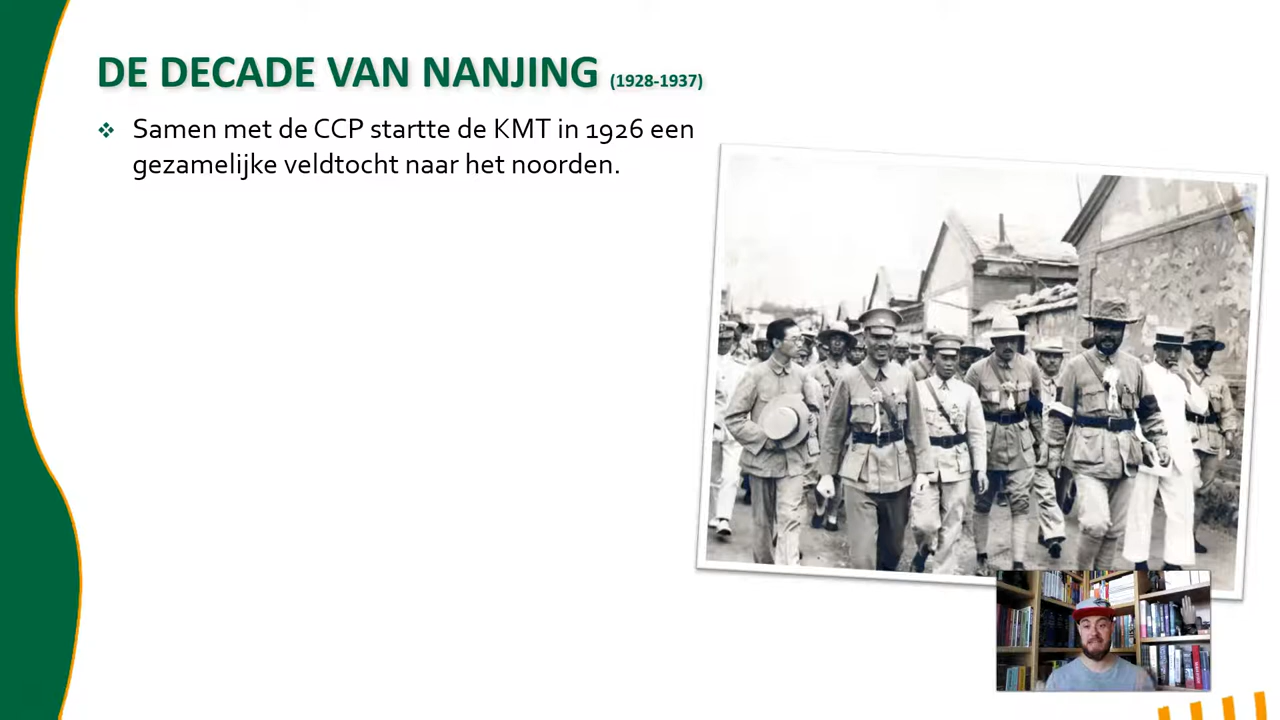 DE DECADE VAN NANJING (1928-1937)
Samen met de CCP startte de KMT in 1926 een
gezamelijke veldtocht naar het noorden.